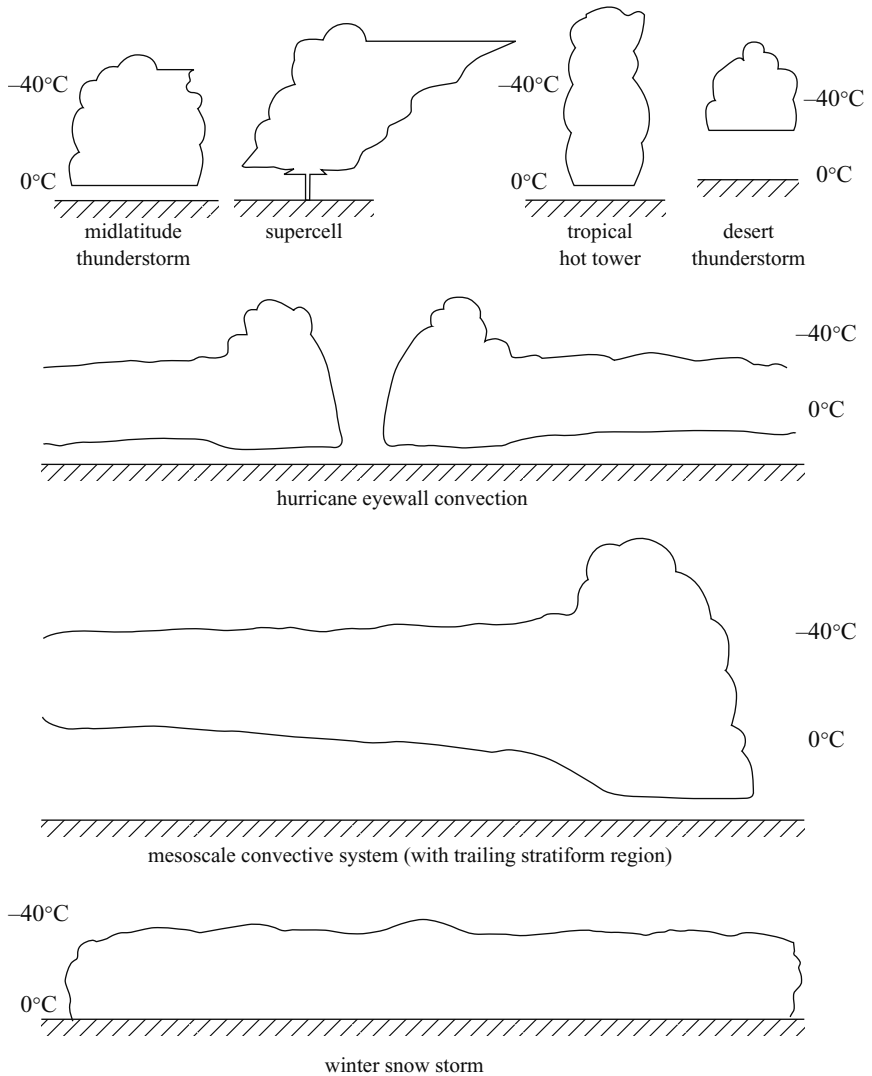 –40°C
–40°C
–40°C
0°C
0°C
0°C
midlatitude
thunderstorm
supercell
tropical
hot tower
desert
thunderstorm
–40°C
0°C
hurricane eyewall convection
–40°C
0°C
mesoscale convective system (with trailing stratiform region)
–40°C
0°C
winter snow storm